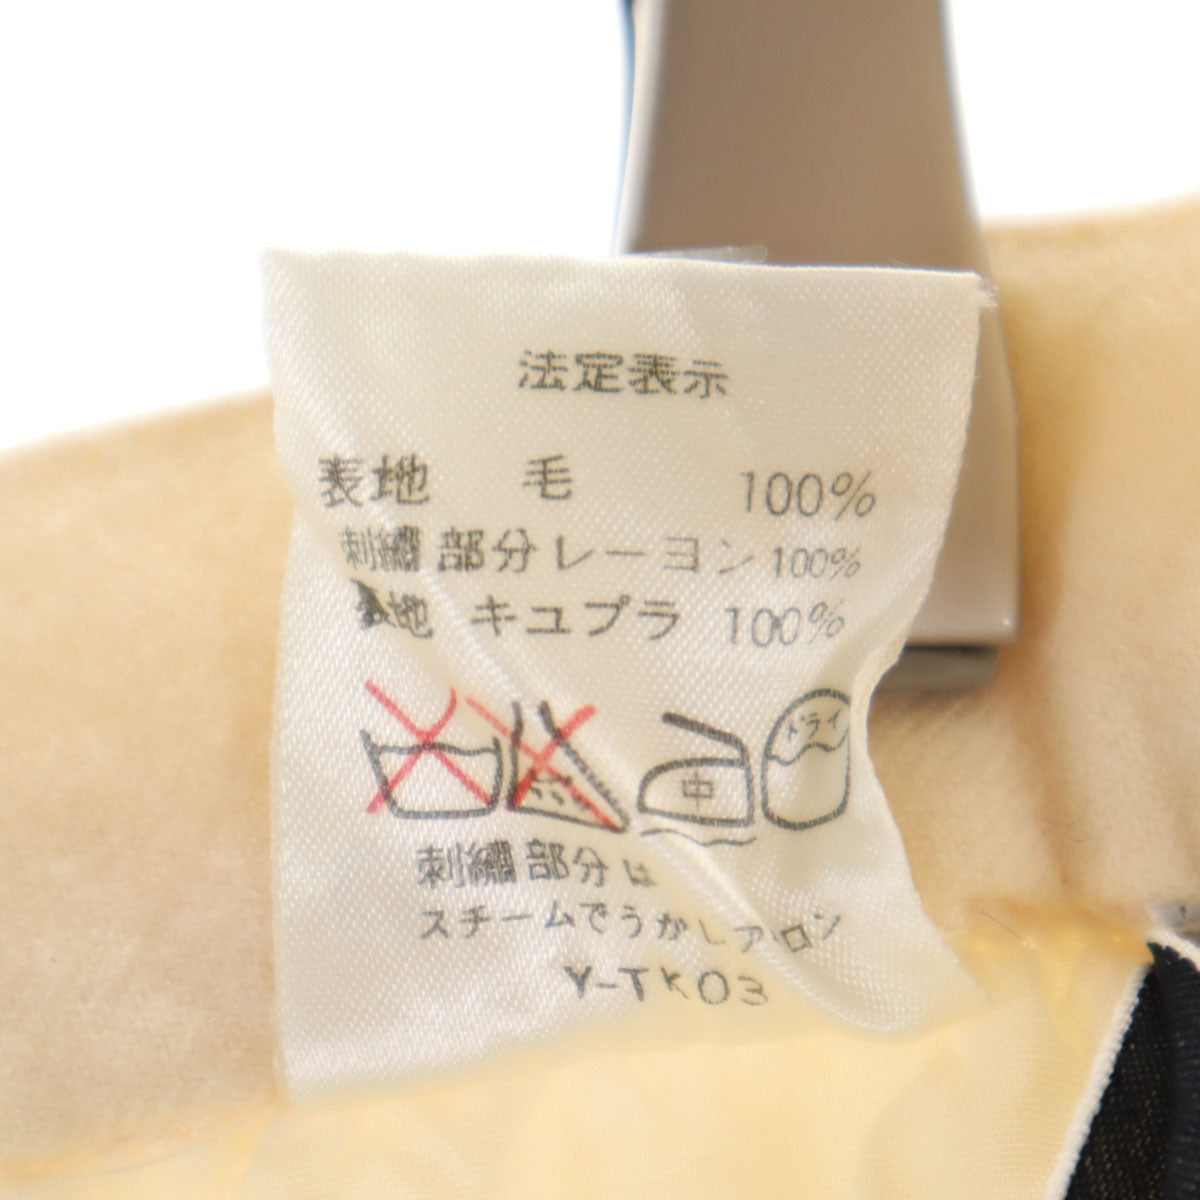 法定表示
表地 毛 100%
刺繍部分レーヨン100%
地 キュプラ 100%
中 ドライ
刺繍部分は
スチームでうかしアイロン
Y-TK03